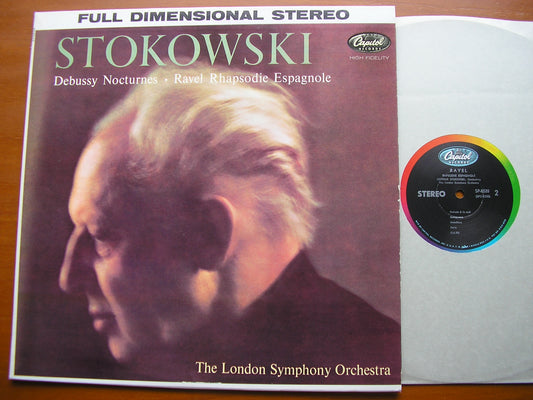 FULL DIMENSIONAL STEREO
STOKOWSKI
Capitol
RECORDS
HIGH FIDELITY
Debussy Nocturnes • Ravel Rhapsodie Espagnole
The London Symphony Orchestra
Capitol
RAVEL
RHAPSODIE ESPAGNOLE
STEREO
2